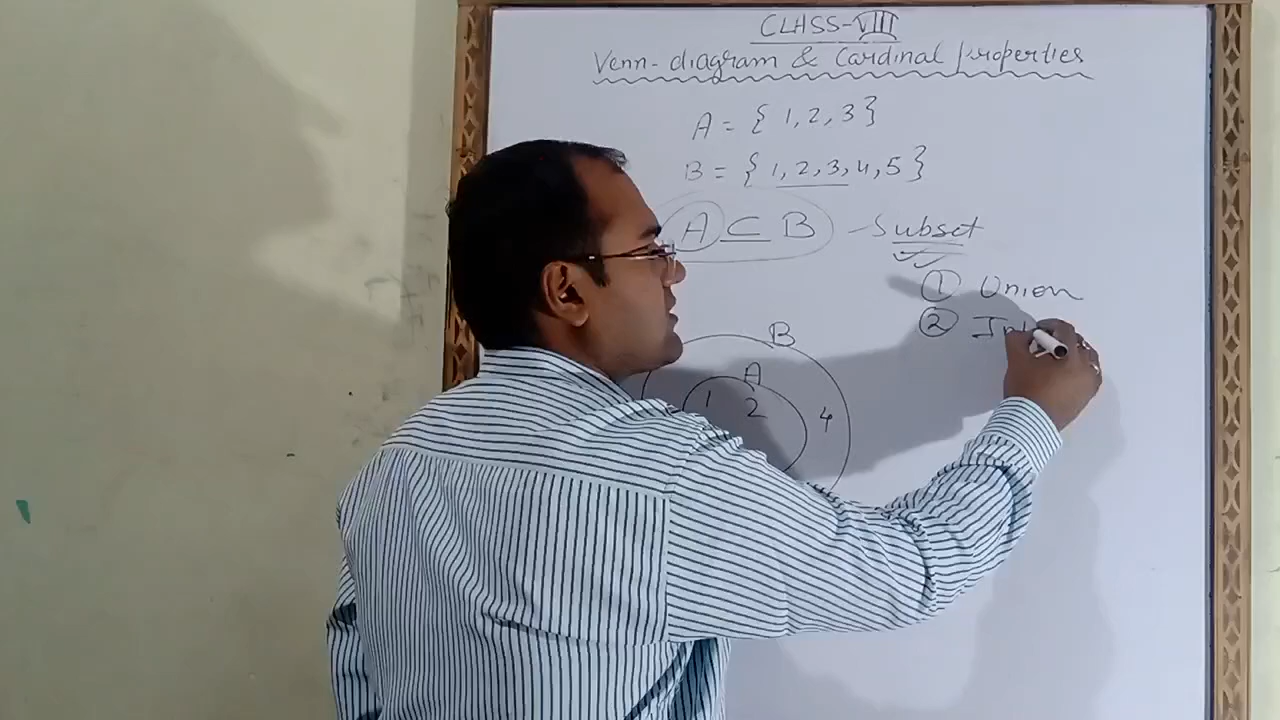 CLASS-VIII
Venn-diagram & Cardinal Properties
A = { 1, 2, 3 }
B = { 1, 2, 3, 4, 5 }
A ⊆ B - Subset
① Union
② Int
B
A
1 2 4